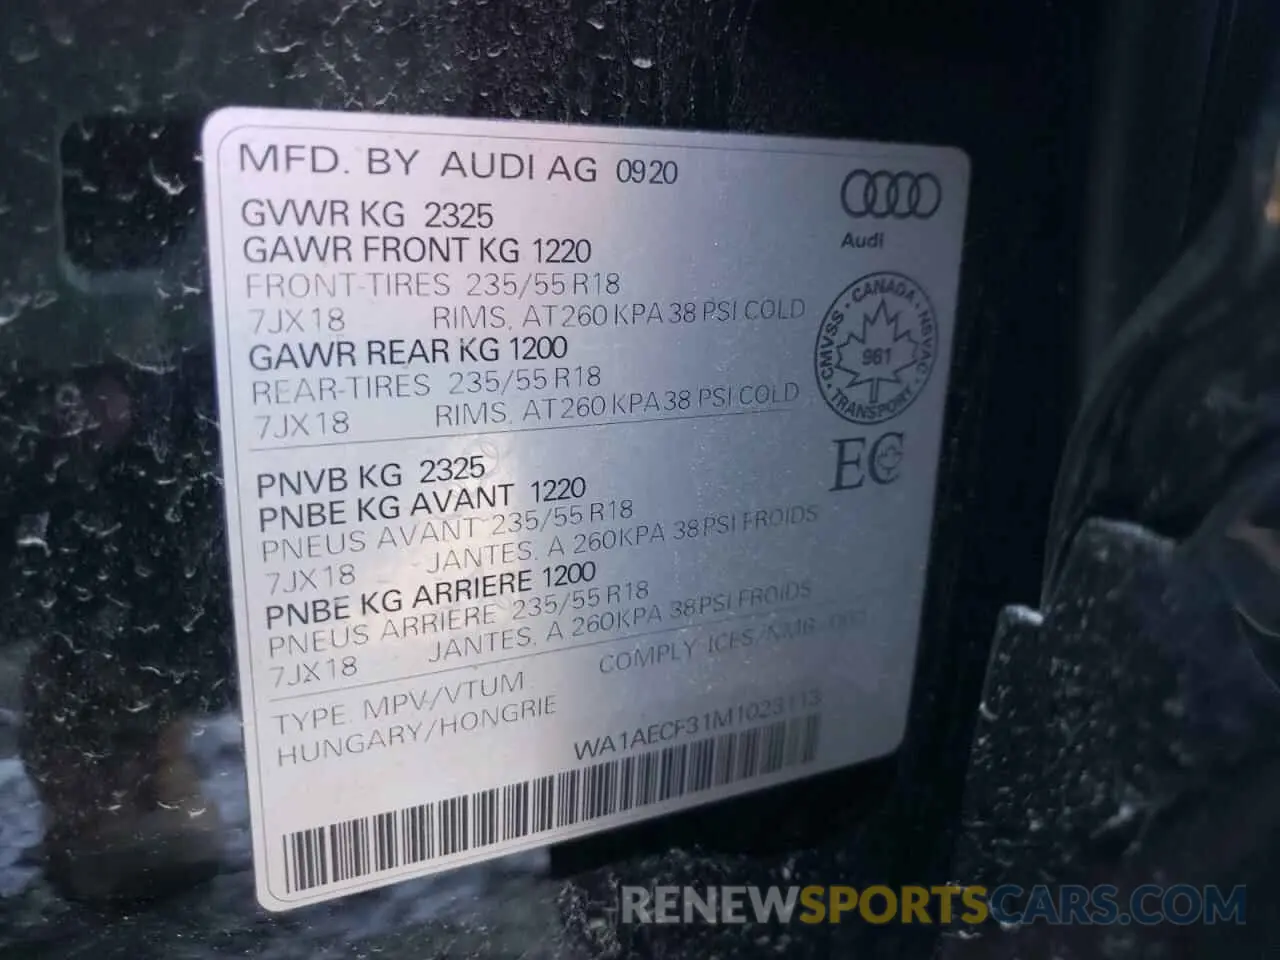 MFD. BY AUDI AG 0920
GVWR KG 2325
GAWR FRONT KG 1220
FRONT-TIRES 235/55 R18
7JX18 RIMS, AT 260 KPA 38 PSI COLD
GAWR REAR KG 1200
REAR-TIRES 235/55 R18
7JX18 RIMS, AT 260 KPA 38 PSI COLD
Audi
CANADA · NSVAC · TRANSPORT · CMVSS
961
EC
PNVB KG 2325
PNBE KG AVANT 1220
PNEUS AVANT 235/55 R18
7JX18 JANTES, A 260KPA 38PSI FROIDS
PNBE KG ARRIERE 1200
PNEUS ARRIERE 235/55 R18
7JX18 JANTES, A 260KPA 38PSI FROIDS
COMPLY ICES/NMB-
TYPE. MPV/VTUM
HUNGARY/HONGRIE
WA1AECF31M1023113
RENEWSPORTSCARS.COM